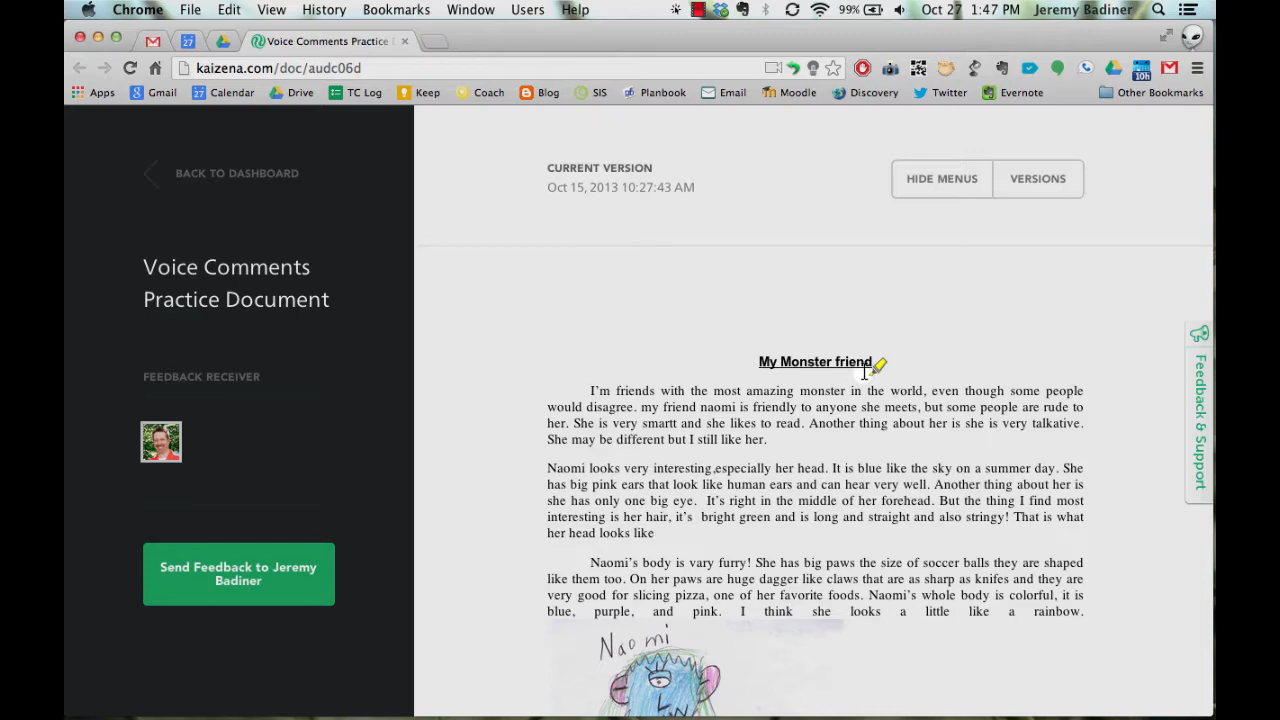 Chrome File Edit View History Bookmarks Window Users Help 99% Oct 27 1:47 PM Jeremy Badiner
27 Voice Comments Practice
kaizena.com/doc/audc06d 10h
Apps Gmail 27 Calendar Drive TC Log Keep Coach Blog SIS Planbook Email Moodle Discovery Twitter Evernote Other Bookmarks
BACK TO DASHBOARD
Voice Comments
Practice Document
FEEDBACK RECEIVER
Send Feedback to Jeremy
Badiner
CURRENT VERSION
Oct 15, 2013 10:27:43 AM
HIDE MENUS VERSIONS
My Monster friend
I'm friends with the most amazing monster in the world, even though some people
would disagree. my friend naomi is friendly to anyone she meets, but some people are rude to
her. She is very smartt and she likes to read. Another thing about her is she is very talkative.
She may be different but I still like her.
Naomi looks very interesting,especially her head. It is blue like the sky on a summer day. She
has big pink ears that look like human ears and can hear very well. Another thing about her is
she has only one big eye.  It's right in the middle of her forehead. But the thing I find most
interesting is her hair, it's  bright green and is long and straight and also stringy! That is what
her head looks like
Naomi's body is vary furry! She has big paws the size of soccer balls they are shaped
like them too. On her paws are huge dagger like claws that are as sharp as knifes and they are
very good for slicing pizza, one of her favorite foods. Naomi's whole body is colorful, it is
blue, purple, and pink. I think she looks a little like a rainbow.
Naomi
Feedback & Support